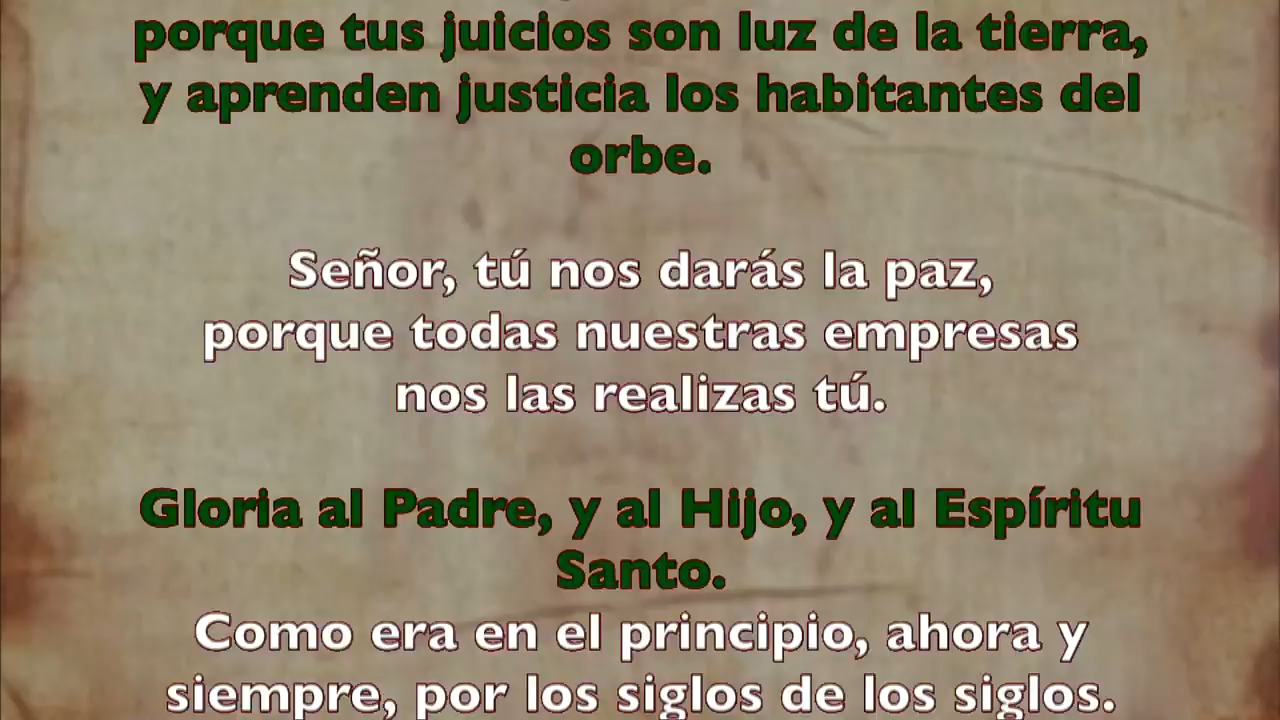 porque tus juicios son luz de la tierra,
y aprenden justicia los habitantes del
orbe.
Señor, tú nos darás la paz,
porque todas nuestras empresas
nos las realizas tú.
Gloria al Padre, y al Hijo, y al Espíritu
Santo.
Como era en el principio, ahora y
siempre, por los siglos de los siglos.